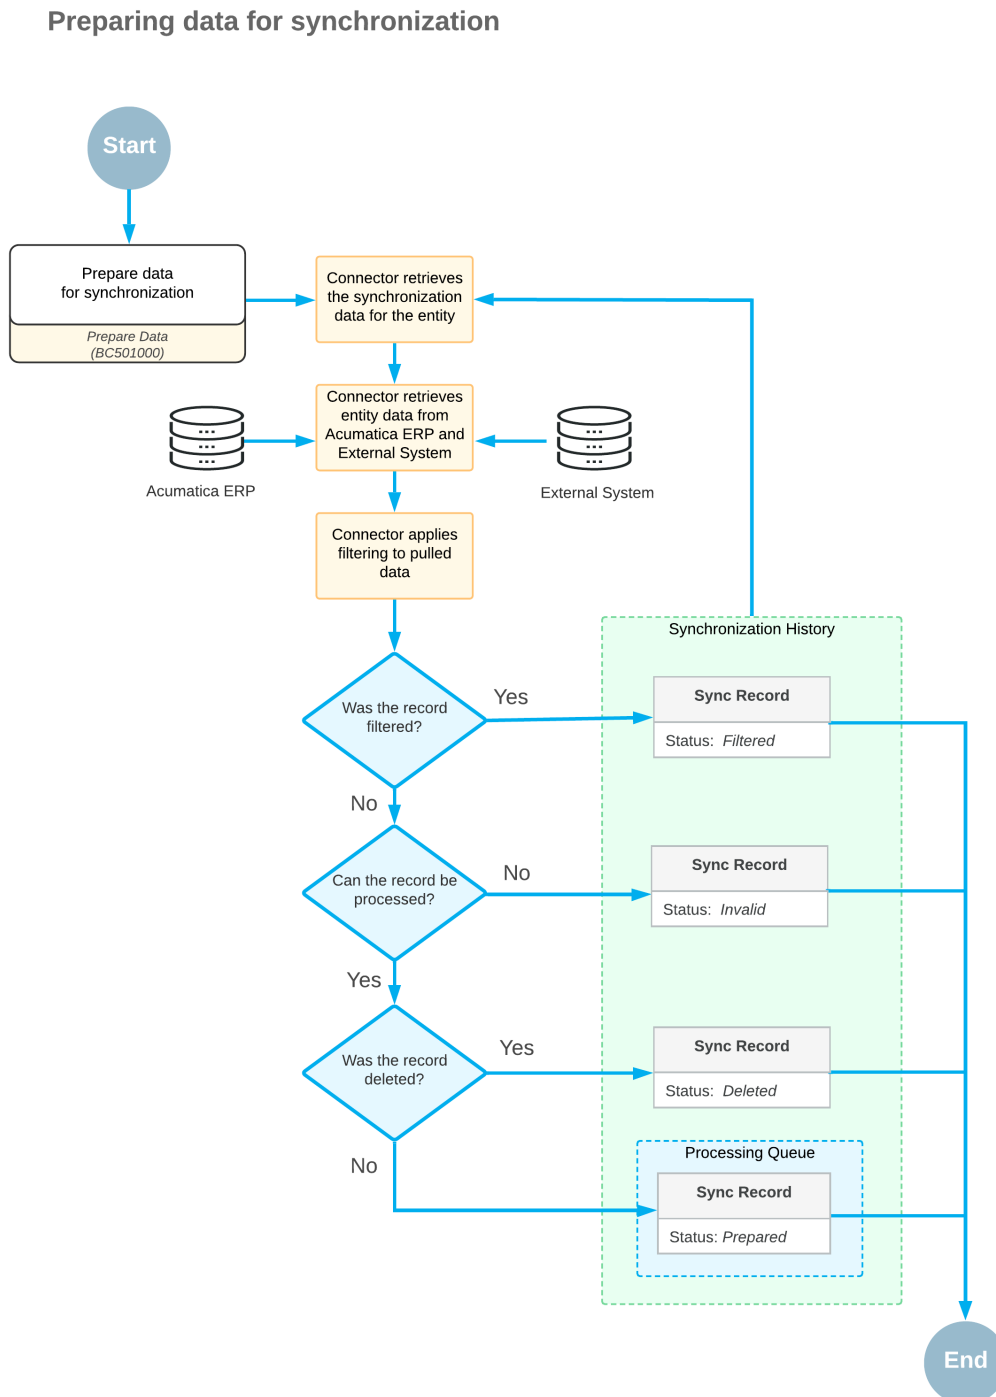 Preparing data for synchronization
Start
Prepare data
for synchronization
Prepare Data
(BC501000)
Connector retrieves
the synchronization
data for the entity
Connector retrieves
entity data from
Acumatica ERP and
External System
Acumatica ERP
External System
Connector applies
filtering to pulled
data
Synchronization History
Was the record
filtered?
Yes
Sync Record
Status: Filtered
No
Can the record be
processed?
No
Sync Record
Status: Invalid
Yes
Was the record
deleted?
Yes
Sync Record
Status: Deleted
No
Processing Queue
Sync Record
Status: Prepared
End